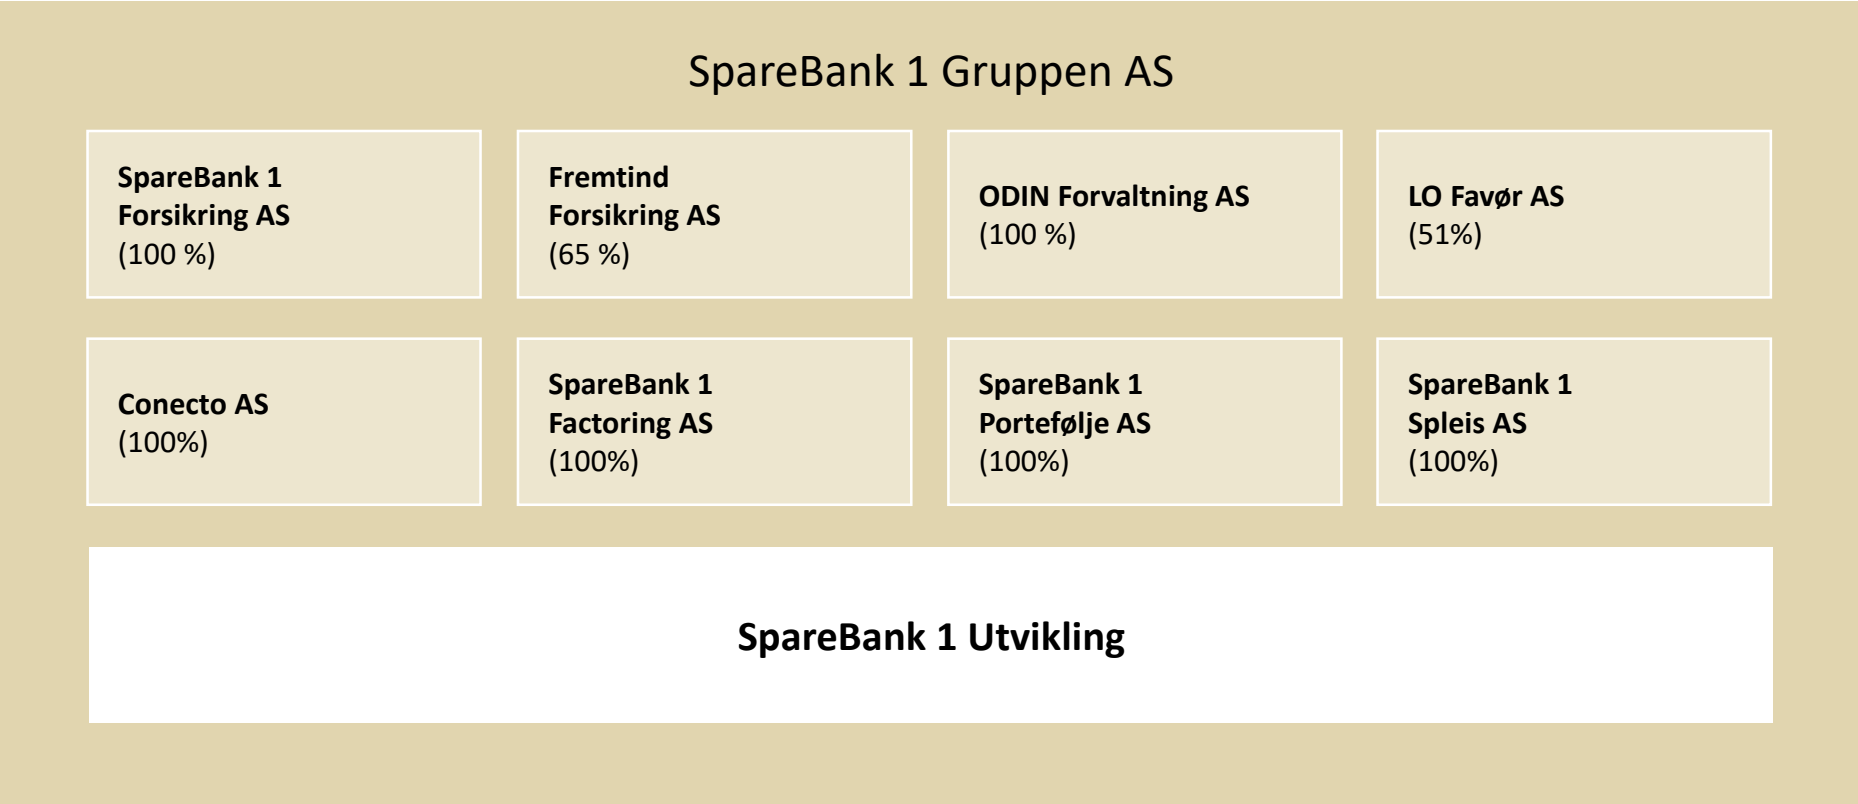 SpareBank 1 Gruppen AS
SpareBank 1
Forsikring AS
(100 %)
Fremtind
Forsikring AS
(65 %)
ODIN Forvaltning AS
(100 %)
LO Favør AS
(51%)
Conecto AS
(100%)
SpareBank 1
Factoring AS
(100%)
SpareBank 1
Portefølje AS
(100%)
SpareBank 1
Spleis AS
(100%)
SpareBank 1 Utvikling